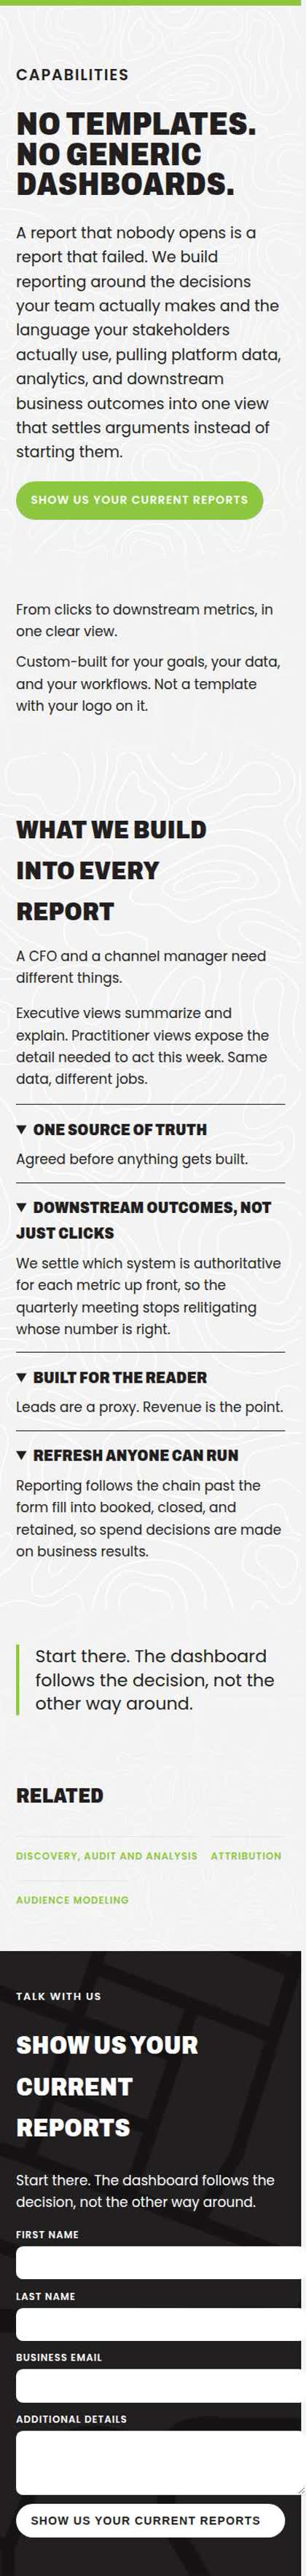 CAPABILITIES
NO TEMPLATES.
NO GENERIC
DASHBOARDS.
A report that nobody opens is a
report that failed. We build
reporting around the decisions
your team actually makes and the
language your stakeholders
actually use, pulling platform data,
analytics, and downstream
business outcomes into one view
that settles arguments instead of
starting them.
SHOW US YOUR CURRENT REPORTS
From clicks to downstream metrics, in
one clear view.
Custom-built for your goals, your data,
and your workflows. Not a template
with your logo on it.
WHAT WE BUILD
INTO EVERY
REPORT
A CFO and a channel manager need
different things.
Executive views summarize and
explain. Practitioner views expose the
detail needed to act this week. Same
data, different jobs.
ONE SOURCE OF TRUTH
Agreed before anything gets built.
DOWNSTREAM OUTCOMES, NOT
JUST CLICKS
We settle which system is authoritative
for each metric up front, so the
quarterly meeting stops relitigating
whose number is right.
BUILT FOR THE READER
Leads are a proxy. Revenue is the point.
REFRESH ANYONE CAN RUN
Reporting follows the chain past the
form fill into booked, closed, and
retained, so spend decisions are made
on business results.
Start there. The dashboard
follows the decision, not the
other way around.
RELATED
DISCOVERY, AUDIT AND ANALYSIS ATTRIBUTION
AUDIENCE MODELING
TALK WITH US
SHOW US YOUR
CURRENT
REPORTS
Start there. The dashboard follows the
decision, not the other way around.
FIRST NAME
LAST NAME
BUSINESS EMAIL
ADDITIONAL DETAILS
SHOW US YOUR CURRENT REPORTS